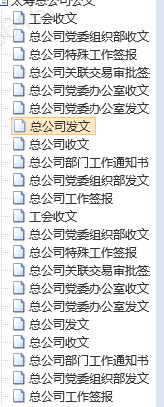 太寿总公司公文
工会收文
总公司党委组织部收文
总公司特殊工作签报
总公司关联交易审批签
总公司党委办公室收文
总公司党委办公室发文
总公司发文
总公司收文
总公司部门工作通知书
总公司党委组织部发文
总公司工作签报
工会收文
总公司党委组织部收文
总公司特殊工作签报
总公司关联交易审批签
总公司党委办公室收文
总公司党委办公室发文
总公司发文
总公司收文
总公司部门工作通知书
总公司党委组织部发文
总公司工作签报